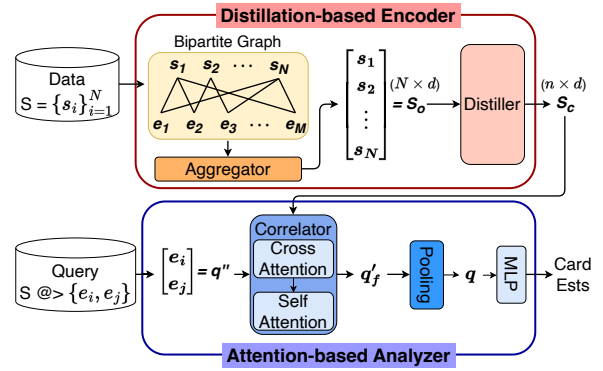 Distillation-based Encoder
Data
S = {s_i}_{i=1}^N
Bipartite Graph
s_1 s_2 ... s_N
e_1 e_2 e_3 ... e_M
Aggregator
[s_1
s_2
⋮
s_N]
= S_o
(N × d)
Distiller
(n × d)
S_c
Query
S @> {e_i, e_j}
[e_i
e_j] = q''
Correlator
Cross
Attention
Self
Attention
q'_f
Pooling
q
MLP
Card
Ests
Attention-based Analyzer